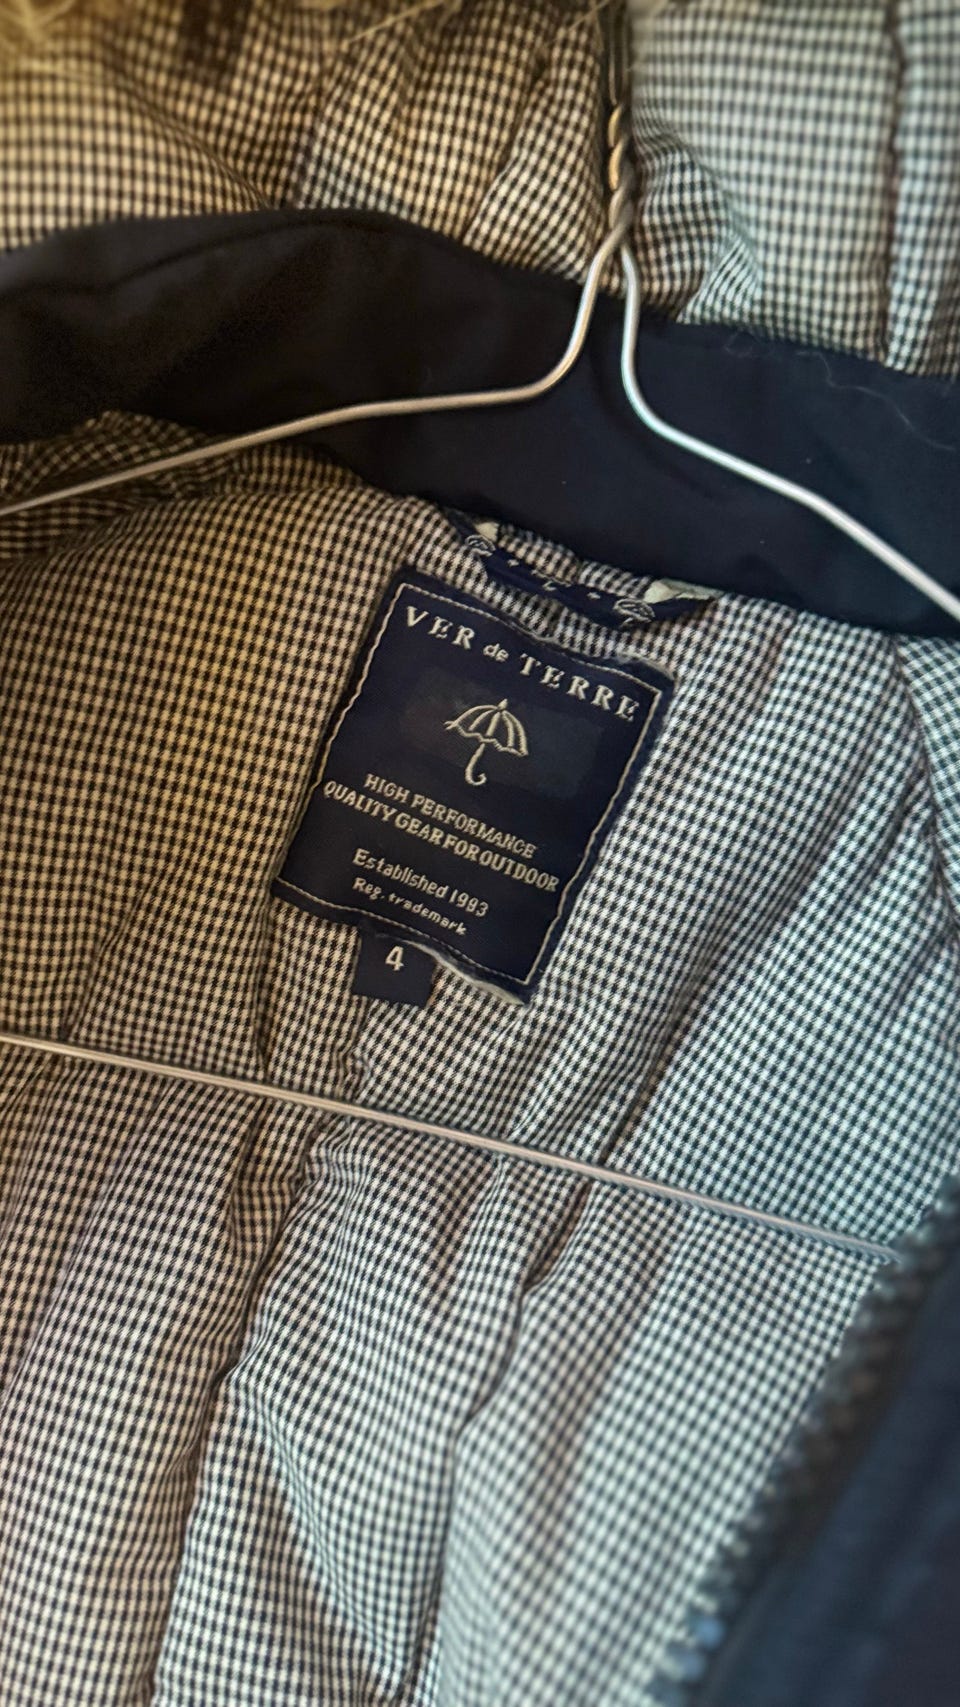 VER de TERRE
HIGH PERFORMANCE
QUALITY GEAR FOR OUTDOOR
Established 1993
Reg. trademark
4